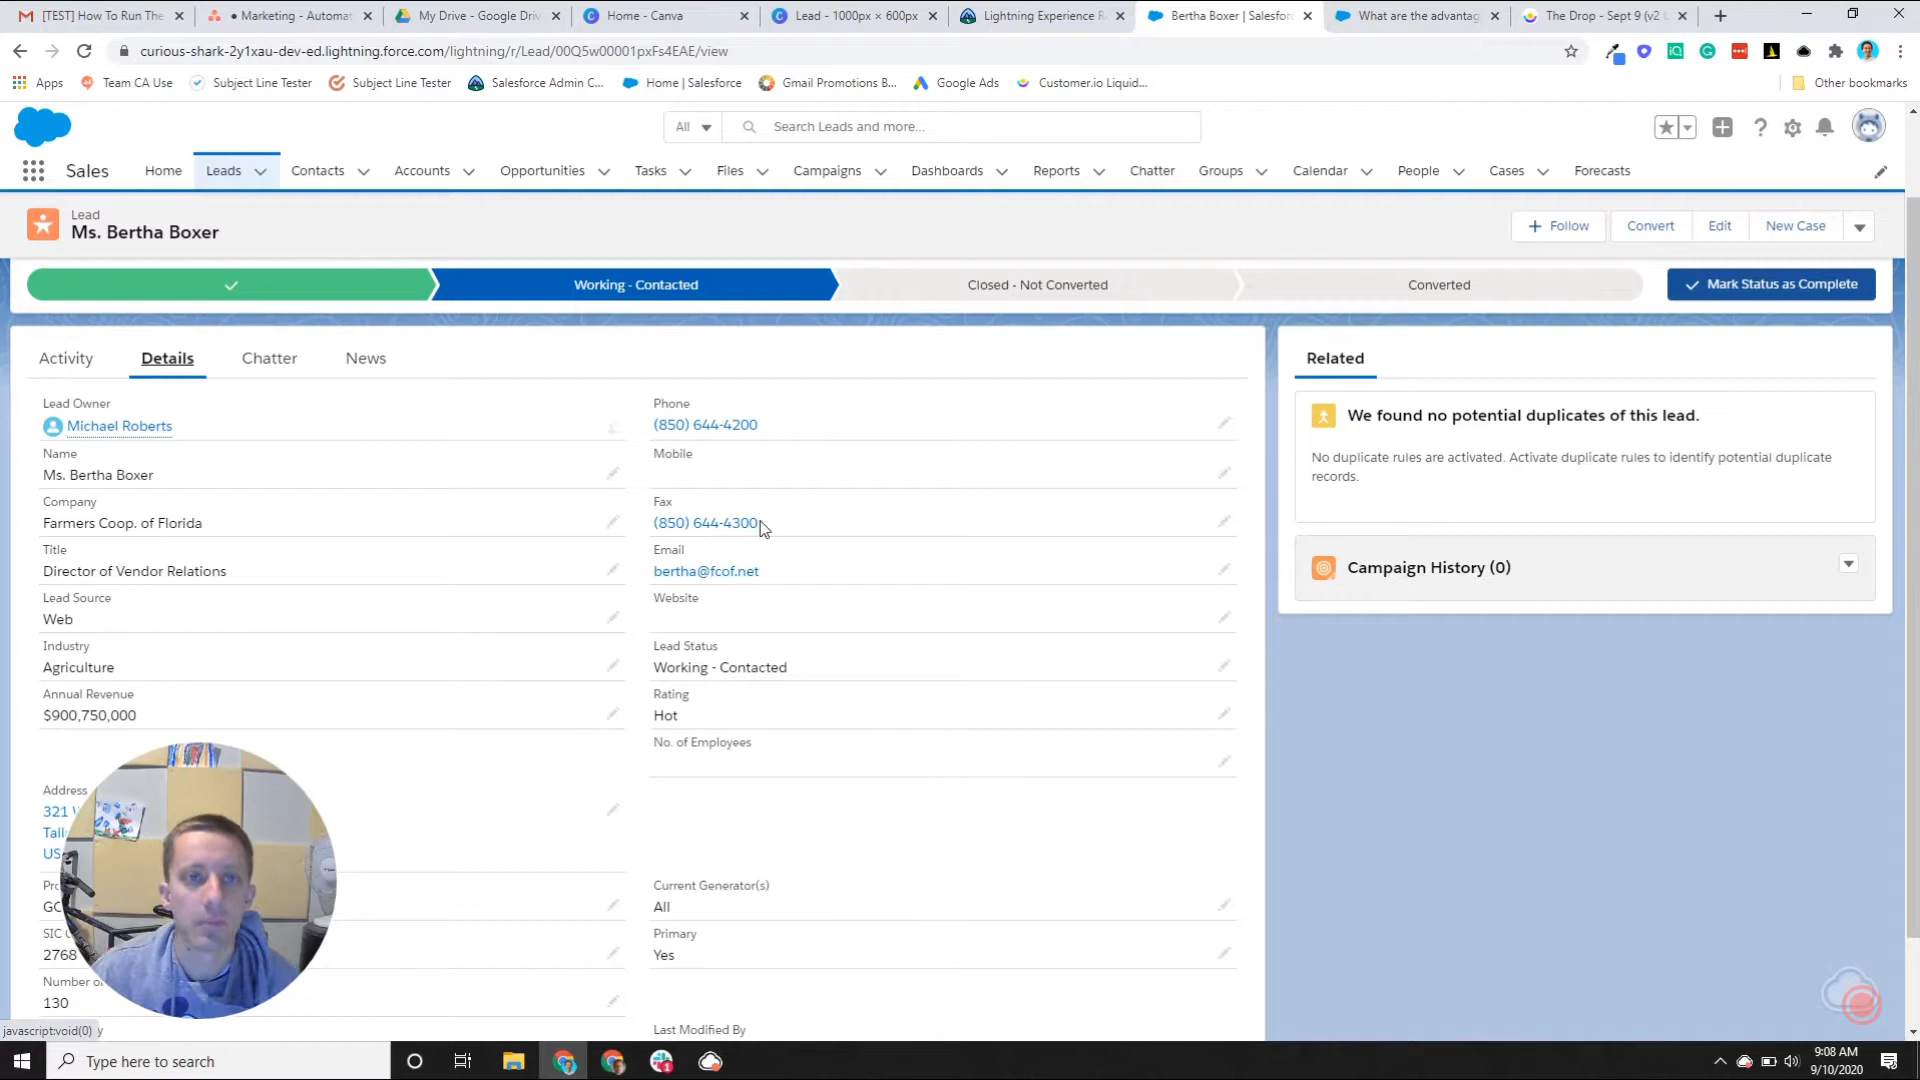 [TEST] How To Run The
• Marketing - Automat
My Drive - Google Driv
Home - Canva
Lead - 1000px × 600px
Lightning Experience R
Bertha Boxer | Salesforc
What are the advantag
The Drop - Sept 9 (v2
curious-shark-2y1xau-dev-ed.lightning.force.com/lightning/r/Lead/00Q5w00001pxFs4EAE/view
Apps
Team CA Use
Subject Line Tester
Subject Line Tester
Salesforce Admin C...
Home | Salesforce
Gmail Promotions B...
Google Ads
Customer.io Liquid...
Other bookmarks
All
Search Leads and more...
Sales
Home
Leads
Contacts
Accounts
Opportunities
Tasks
Files
Campaigns
Dashboards
Reports
Chatter
Groups
Calendar
People
Cases
Forecasts
Lead
Ms. Bertha Boxer
+ Follow
Convert
Edit
New Case
Working - Contacted
Closed - Not Converted
Converted
Mark Status as Complete
Activity
Details
Chatter
News
Related
Lead Owner
Michael Roberts
Phone
(850) 644-4200
Name
Ms. Bertha Boxer
Mobile
Company
Farmers Coop. of Florida
Fax
(850) 644-4300
Title
Director of Vendor Relations
Email
bertha@fcof.net
Lead Source
Web
Website
Industry
Agriculture
Lead Status
Working - Contacted
Annual Revenue
$900,750,000
Rating
Hot
No. of Employees
Address
321
Tall
US
Current Generator(s)
All
Pro
GC
Primary
Yes
SIC C
2768
Number o
130
Last Modified By
We found no potential duplicates of this lead.
No duplicate rules are activated. Activate duplicate rules to identify potential duplicate
records.
Campaign History (0)
javascript:void(0)
y
Type here to search
9:08 AM
9/10/2020